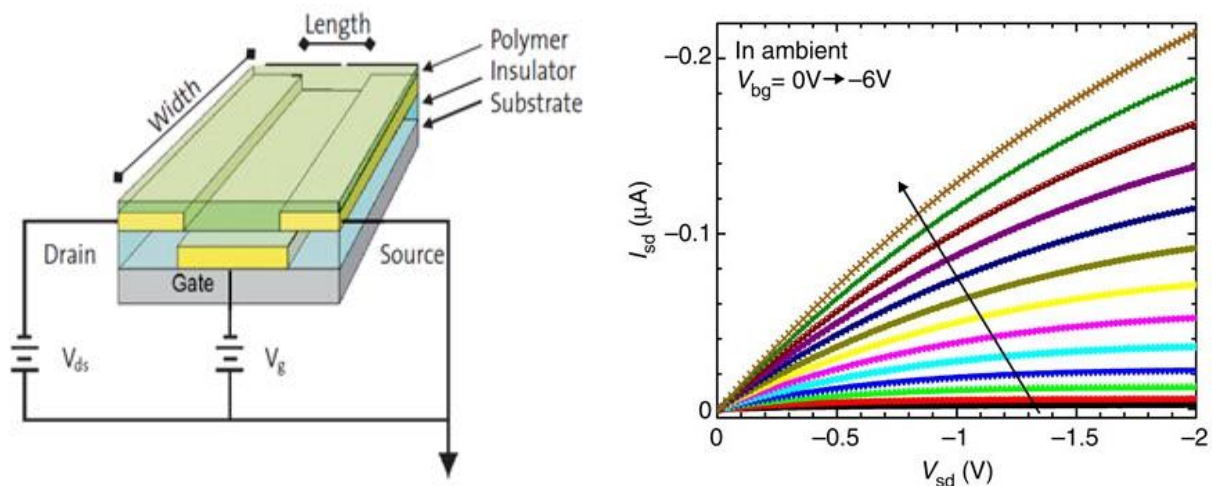 Length
Polymer
Insulator
Substrate
Width
Drain
Source
Gate
Vds
Vg
In ambient
Vbg = 0V→−6V
−0.2
−0.1
0
Isd (μA)
0
−0.5
−1
−1.5
−2
Vsd (V)